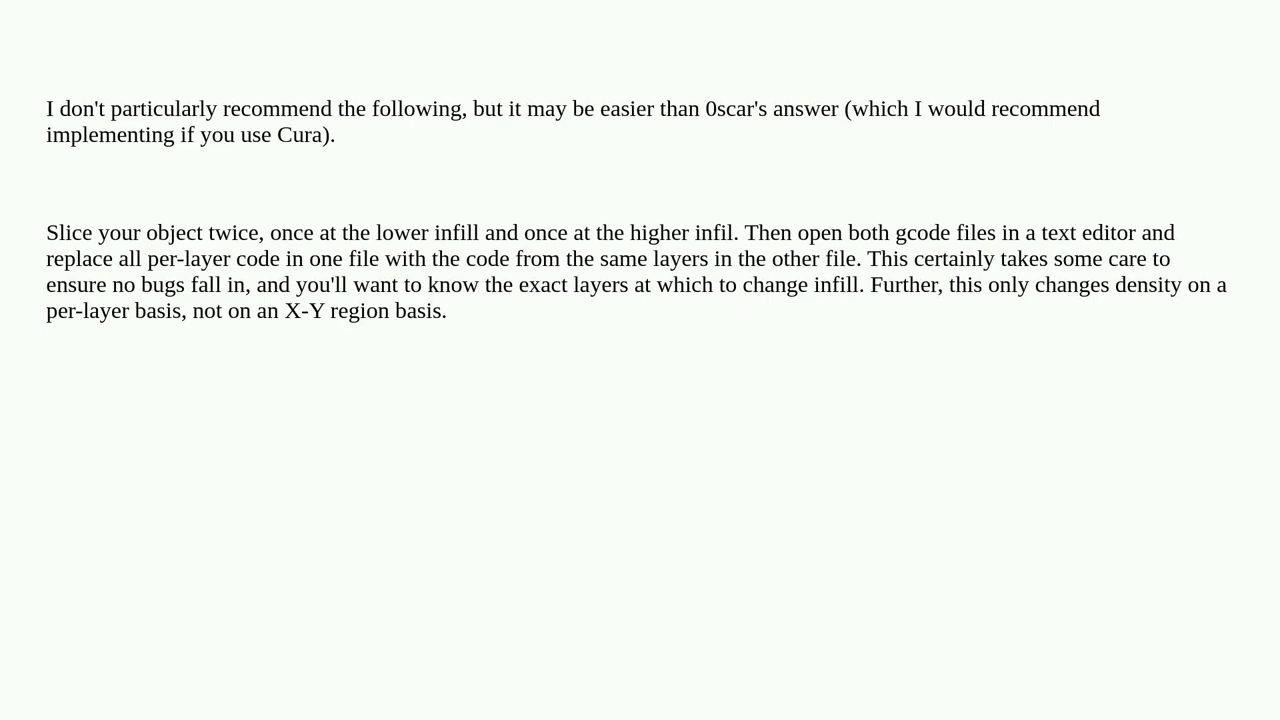 I don't particularly recommend the following, but it may be easier than 0scar's answer (which I would recommend
implementing if you use Cura).
Slice your object twice, once at the lower infill and once at the higher infil. Then open both gcode files in a text editor and
replace all per-layer code in one file with the code from the same layers in the other file. This certainly takes some care to
ensure no bugs fall in, and you'll want to know the exact layers at which to change infill. Further, this only changes density on a
per-layer basis, not on an X-Y region basis.